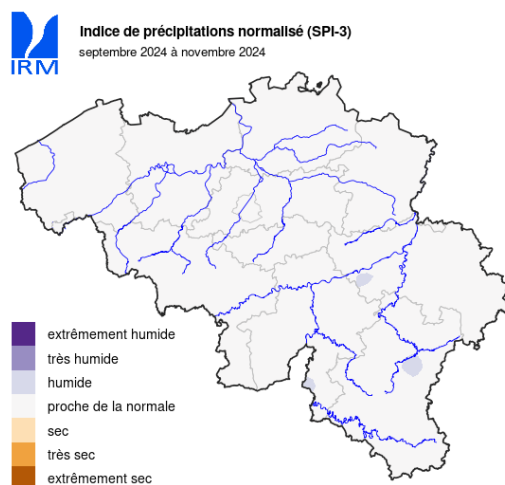 Indice de précipitations normalisé (SPI-3)
septembre 2024 à novembre 2024
IRM
extrêmement humide
très humide
humide
proche de la normale
sec
très sec
extrêmement sec